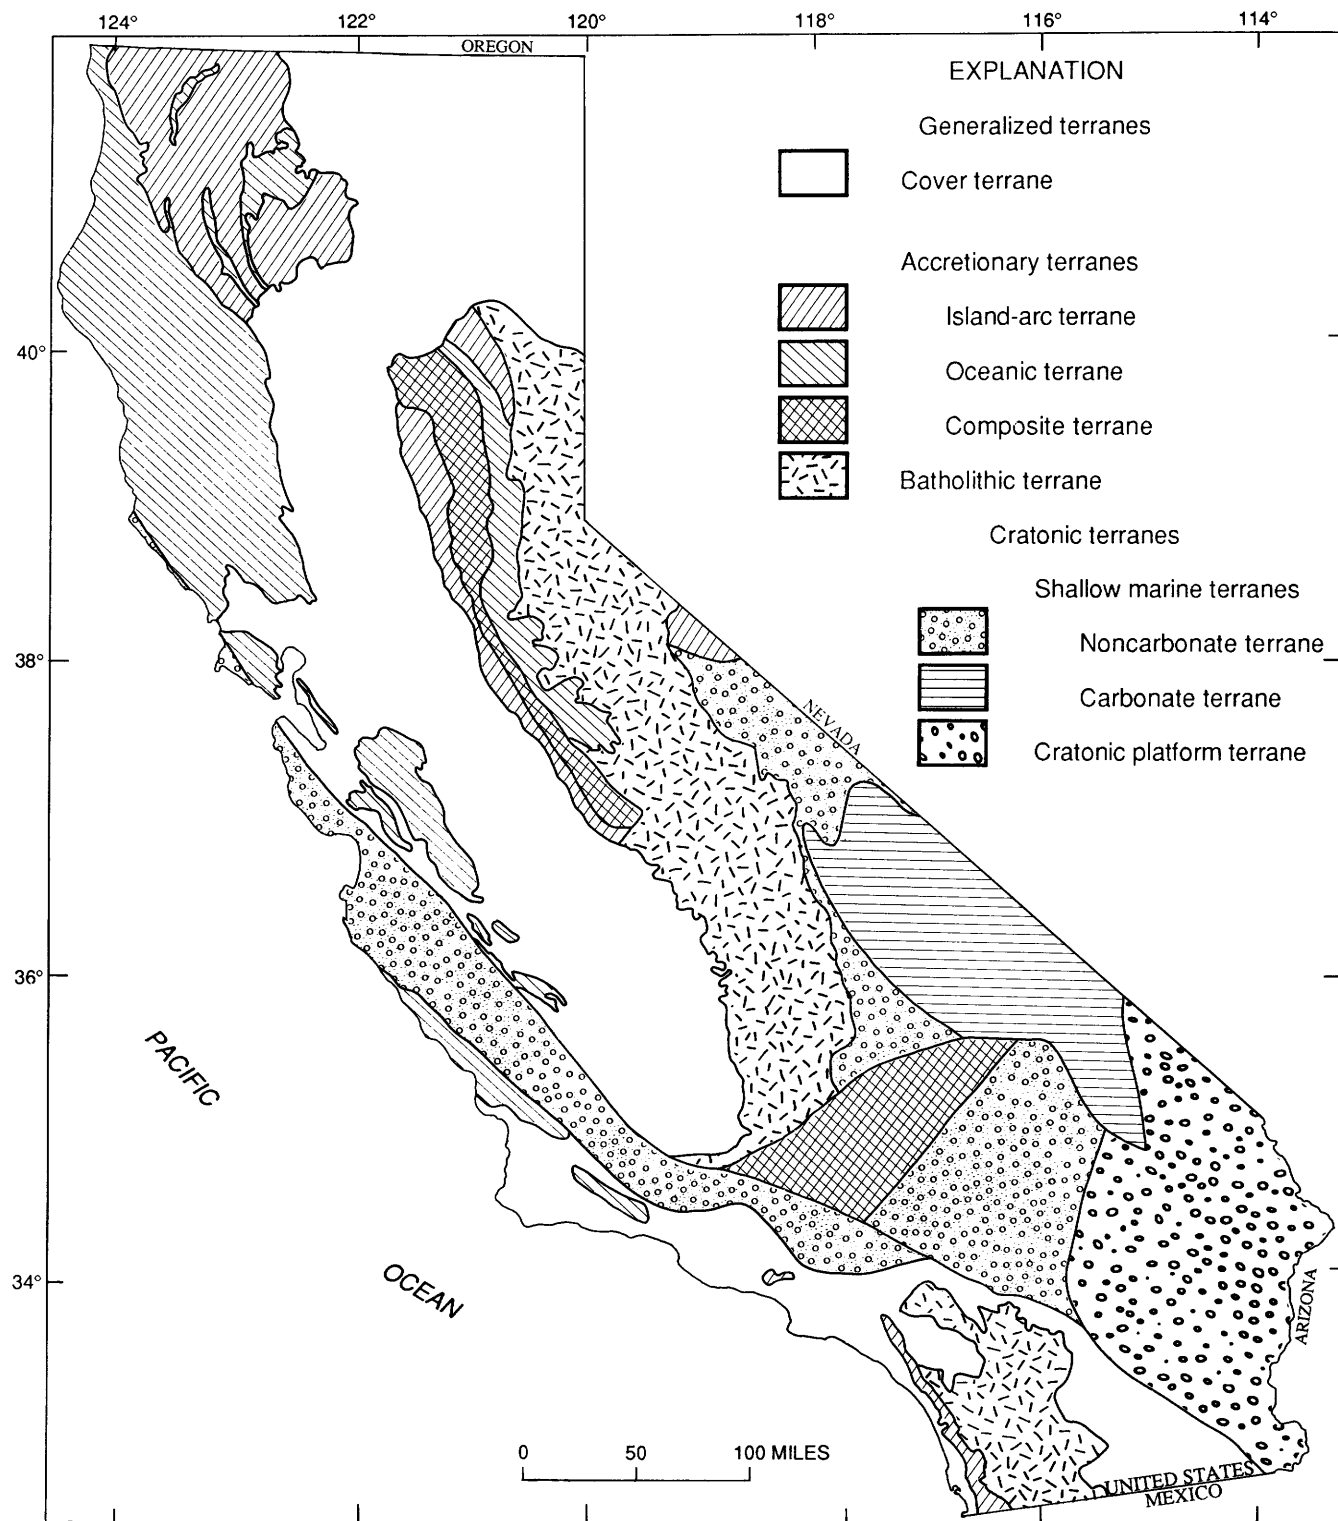 124° 122° 120° 118° 116° 114°
OREGON
EXPLANATION
Generalized terranes
Cover terrane
Accretionary terranes
Island-arc terrane
40°
Oceanic terrane
Composite terrane
Batholithic terrane
Cratonic terranes
Shallow marine terranes
Noncarbonate terrane
38°
Carbonate terrane
NEVADA
Cratonic platform terrane
36°
PACIFIC
34°
OCEAN
ARIZONA
0 50 100 MILES
UNITED STATES
MEXICO